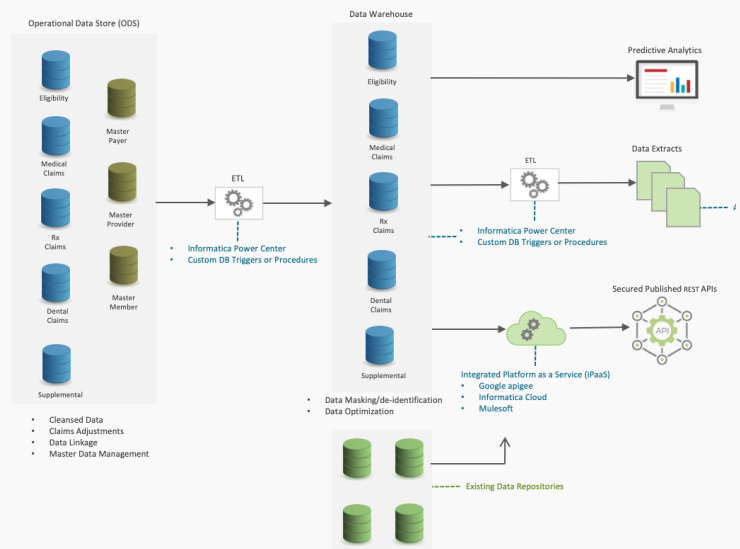 Operational Data Store (ODS)
Eligibility
Master
Payer
Medical
Claims
Master
Provider
Rx
Claims
Master
Member
Dental
Claims
Supplemental
• Cleansed Data
• Claims Adjustments
• Data Linkage
• Master Data Management
ETL
• Informatica Power Center
• Custom DB Triggers or Procedures
Data Warehouse
Eligibility
Medical
Claims
Rx
Claims
Dental
Claims
Supplemental
• Data Masking/de-identification
• Data Optimization
Predictive Analytics
ETL
• Informatica Power Center
• Custom DB Triggers or Procedures
Data Extracts
Secured Published REST APIs
API
Integrated Platform as a Service (iPaaS)
• Google apigee
• Informatica Cloud
• Mulesoft
Existing Data Repositories